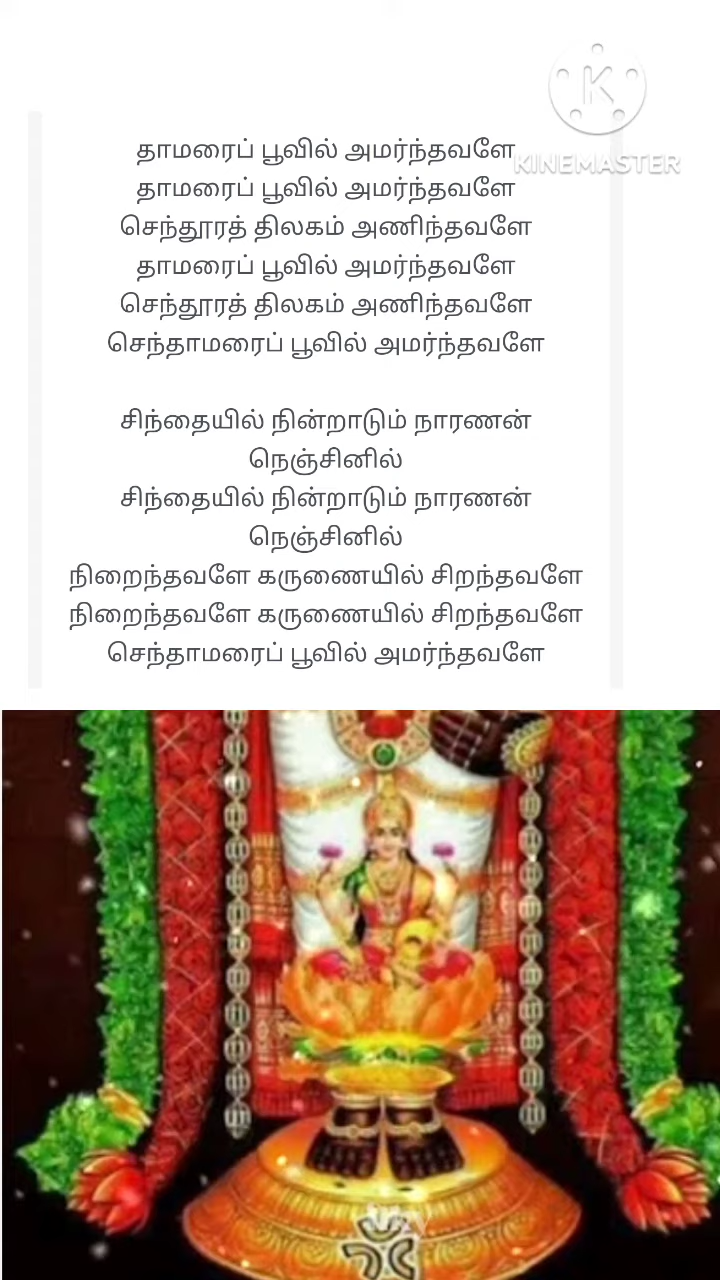 தாமரைப் பூவில் அமர்ந்தவளே
KINEMASTER
தாமரைப் பூவில் அமர்ந்தவளே
செந்தூரத் திலகம் அணிந்தவளே
தாமரைப் பூவில் அமர்ந்தவளே
செந்தூரத் திலகம் அணிந்தவளே
செந்தாமரைப் பூவில் அமர்ந்தவளே
சிந்தையில் நின்றாடும் நாரணன்
நெஞ்சினில்
சிந்தையில் நின்றாடும் நாரணன்
நெஞ்சினில்
நிறைந்தவளே கருணையில் சிறந்தவளே
நிறைந்தவளே கருணையில் சிறந்தவளே
செந்தாமரைப் பூவில் அமர்ந்தவளே